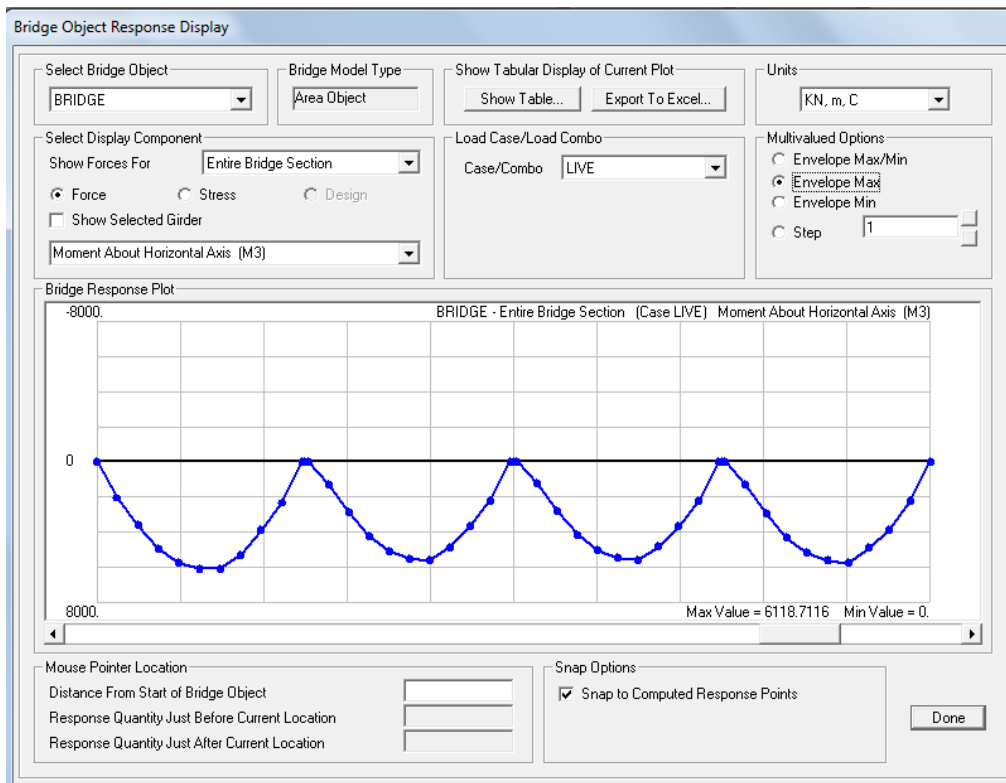 Bridge Object Response Display
Select Bridge Object
BRIDGE
Bridge Model Type
Area Object
Show Tabular Display of Current Plot
Show Table...
Export To Excel...
Units
KN, m, C
Select Display Component
Show Forces For
Entire Bridge Section
Force
Stress
Design
Show Selected Girder
Moment About Horizontal Axis (M3)
Load Case/Load Combo
Case/Combo
LIVE
Multivalued Options
Envelope Max/Min
Envelope Max
Envelope Min
Step
1
Bridge Response Plot
-8000.
BRIDGE - Entire Bridge Section (Case LIVE) Moment About Horizontal Axis (M3)
0
8000.
Max Value = 6118.7116 Min Value = 0.
Mouse Pointer Location
Distance From Start of Bridge Object
Response Quantity Just Before Current Location
Response Quantity Just After Current Location
Snap Options
Snap to Computed Response Points
Done